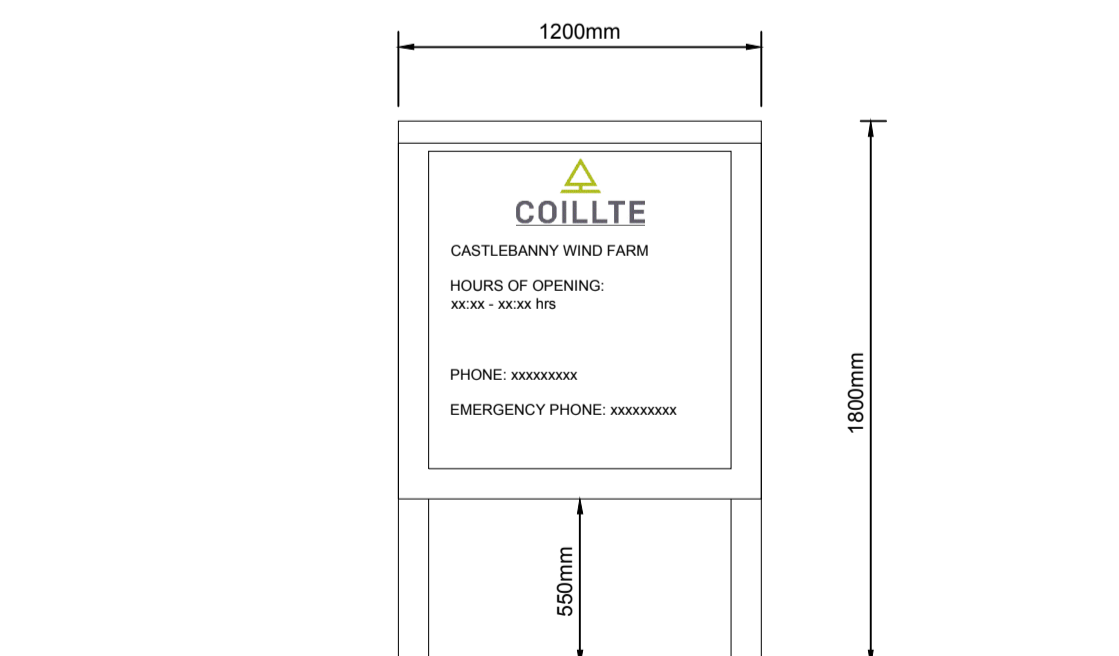 1200mm
COILLTE
CASTLEBANNY WIND FARM
HOURS OF OPENING:
xx:xx - xx:xx hrs
PHONE: xxxxxxxxx
EMERGENCY PHONE: xxxxxxxxx
1800mm
550mm